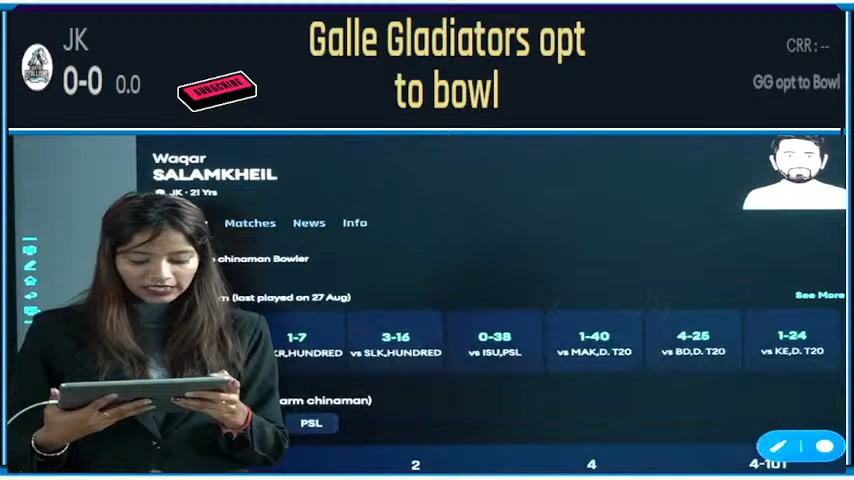 JK
0-0 0.0
SUBSCRIBE
Galle Gladiators opt
to bowl
CRR : --
GG opt to Bowl
Waqar
SALAMKHEIL
JK · 21 Yrs
Matches News Info
chinaman Bowler
(last played on 27 Aug)
See More
1-7
HUNDRED
3-16
vs SLK,HUNDRED
0-38
vs ISU,PSL
1-40
vs MAK,D. T20
4-25
vs BD,D. T20
1-24
vs KE,D. T20
arm chinaman)
PSL
2 4 4-101